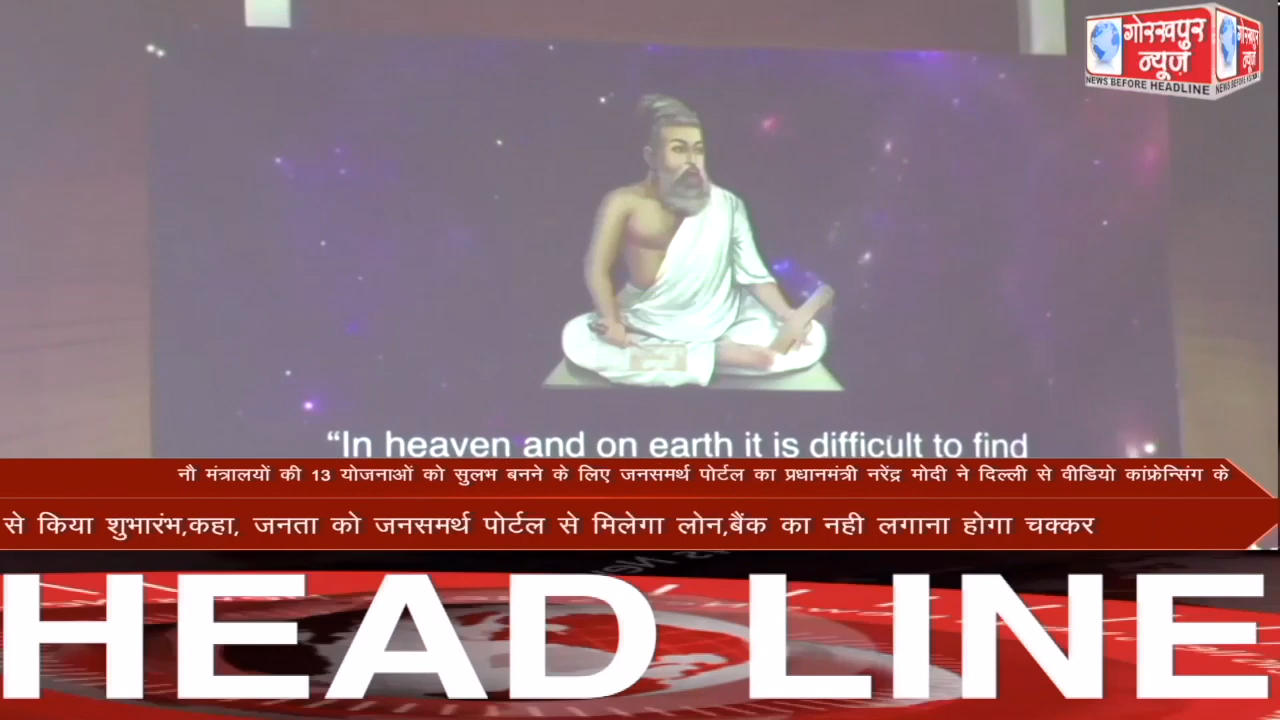 गोरखपुर
न्यूज़
NEWS BEFORE HEADLINE
"In heaven and on earth it is difficult to find
नौ मंत्रालयों की 13 योजनाओं को सुलभ बनने के लिए जनसमर्थ पोर्टल का प्रधानमंत्री नरेंद्र मोदी ने दिल्ली से वीडियो कांफ्रेन्सिंग के
से किया शुभारंभ,कहा, जनता को जनसमर्थ पोर्टल से मिलेगा लोन,बैंक का नही लगाना होगा चक्कर
HEAD LINE